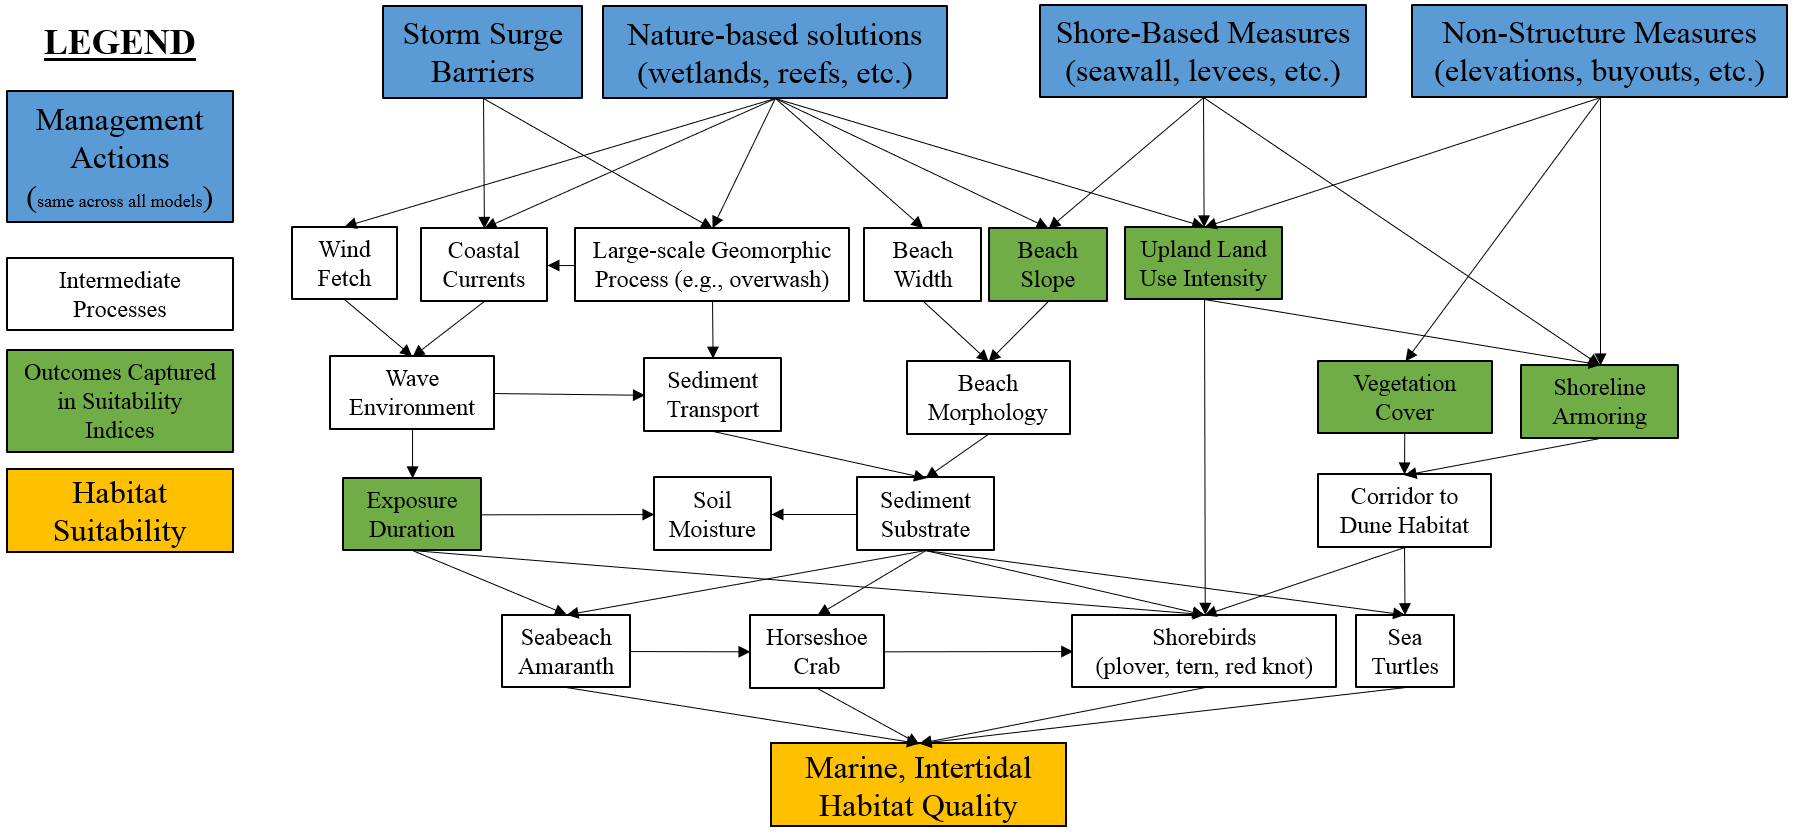 LEGEND
Management
Actions
(same across all models)
Intermediate
Processes
Outcomes Captured
in Suitability
Indices
Habitat
Suitability
Storm Surge
Barriers
Nature-based solutions
(wetlands, reefs, etc.)
Shore-Based Measures
(seawall, levees, etc.)
Non-Structure Measures
(elevations, buyouts, etc.)
Wind
Fetch
Coastal
Currents
Large-scale Geomorphic
Process (e.g., overwash)
Beach
Width
Beach
Slope
Upland Land
Use Intensity
Wave
Environment
Sediment
Transport
Beach
Morphology
Vegetation
Cover
Shoreline
Armoring
Exposure
Duration
Soil
Moisture
Sediment
Substrate
Corridor to
Dune Habitat
Seabeach
Amaranth
Horseshoe
Crab
Shorebirds
(plover, tern, red knot)
Sea
Turtles
Marine, Intertidal
Habitat Quality